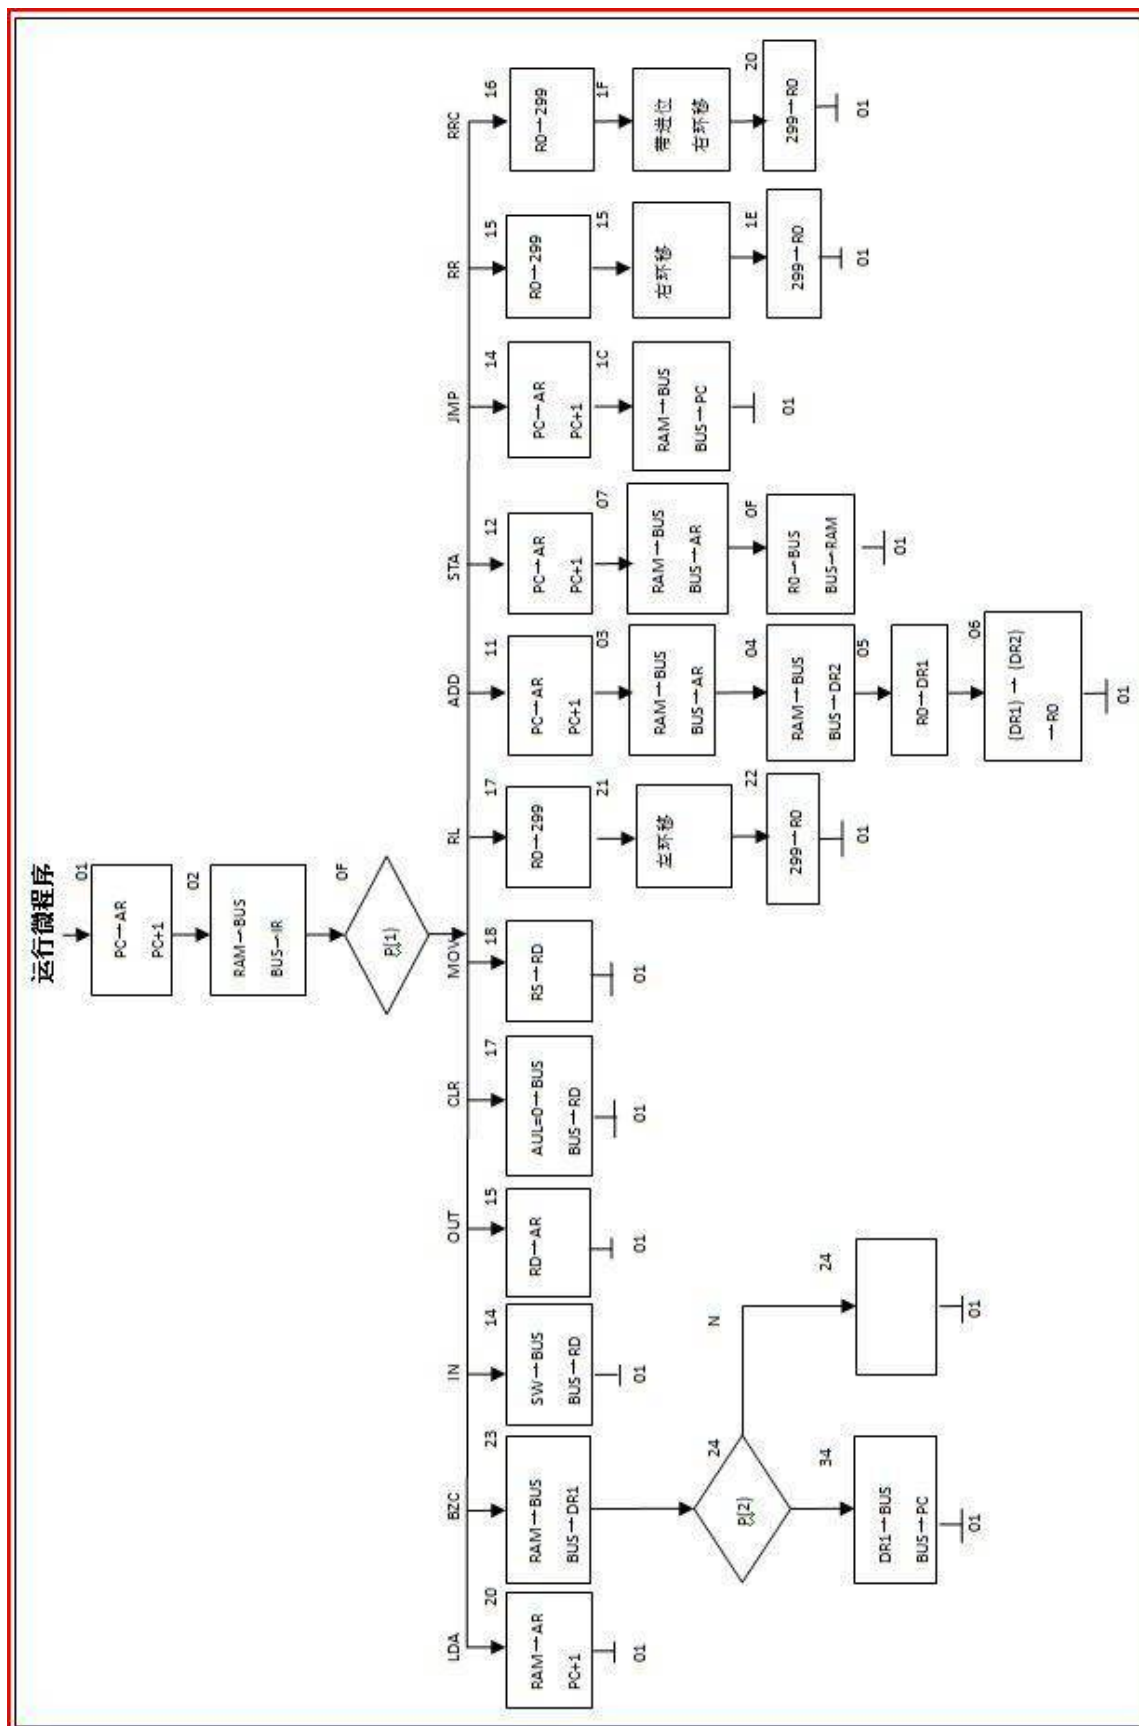 运行微程序
01
PC→AR
PC+1
02
RAM→BUS
BUS→IR
0F
P(1)
LDA
20
RAM→AR
PC+1
01
BZC
23
RAM→BUS
BUS→DR1
24
P(2)
N
34
DR1→BUS
BUS→PC
01
24
01
IN
14
SW→BUS
BUS→RD
01
OUT
15
RD→AR
01
CLR
17
AUL=0→BUS
BUS→RD
01
MOV
18
RS→RD
01
RL
17
RD→299
21
左环移
22
299→RD
01
ADD
11
PC→AR
PC+1
03
RAM→BUS
BUS→AR
04
RAM→BUS
BUS→DR2
05
RD→DR1
06
(DR1)→(DR2)
→RD
01
STA
12
PC→AR
PC+1
07
RAM→BUS
BUS→AR
0F
R0→BUS
BUS→RAM
01
JMP
14
PC→AR
PC+1
1C
RAM→BUS
BUS→PC
01
RR
15
RD→299
15
右环移
1E
299→RD
01
RRC
16
RD→299
1F
带进位
右环移
20
299→RD
01